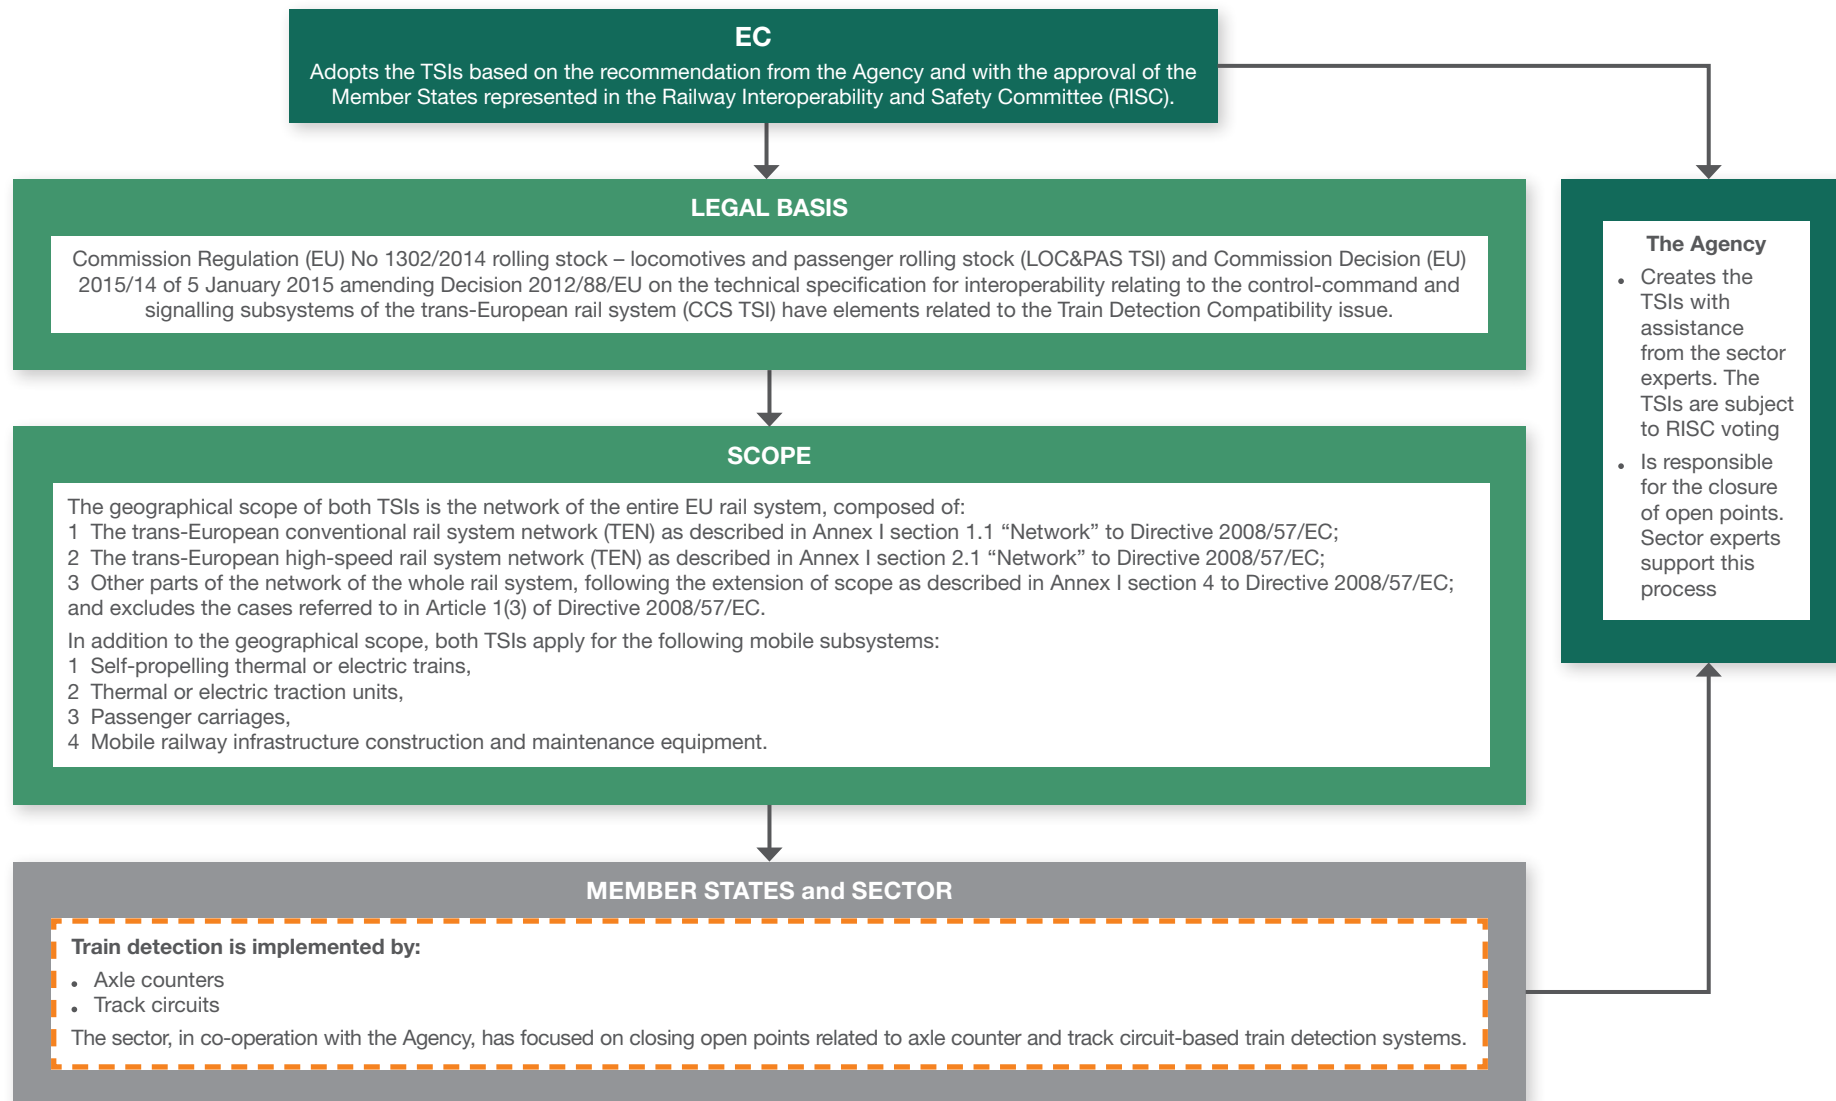 EC
Adopts the TSIs based on the recommendation from the Agency and with the approval of the
Member States represented in the Railway Interoperability and Safety Committee (RISC).
LEGAL BASIS
Commission Regulation (EU) No 1302/2014 rolling stock – locomotives and passenger rolling stock (LOC&PAS TSI) and Commission Decision (EU)
2015/14 of 5 January 2015 amending Decision 2012/88/EU on the technical specification for interoperability relating to the control-command and
signalling subsystems of the trans-European rail system (CCS TSI) have elements related to the Train Detection Compatibility issue.
SCOPE
The geographical scope of both TSIs is the network of the entire EU rail system, composed of:
1 The trans-European conventional rail system network (TEN) as described in Annex I section 1.1 “Network” to Directive 2008/57/EC;
2 The trans-European high-speed rail system network (TEN) as described in Annex I section 2.1 “Network” to Directive 2008/57/EC;
3 Other parts of the network of the whole rail system, following the extension of scope as described in Annex I section 4 to Directive 2008/57/EC;
and excludes the cases referred to in Article 1(3) of Directive 2008/57/EC.
In addition to the geographical scope, both TSIs apply for the following mobile subsystems:
1 Self-propelling thermal or electric trains,
2 Thermal or electric traction units,
3 Passenger carriages,
4 Mobile railway infrastructure construction and maintenance equipment.
MEMBER STATES and SECTOR
Train detection is implemented by:
• Axle counters
• Track circuits
The sector, in co-operation with the Agency, has focused on closing open points related to axle counter and track circuit-based train detection systems.
The Agency
• Creates the
TSIs with
assistance
from the sector
experts. The
TSIs are subject
to RISC voting
• Is responsible
for the closure
of open points.
Sector experts
support this
process